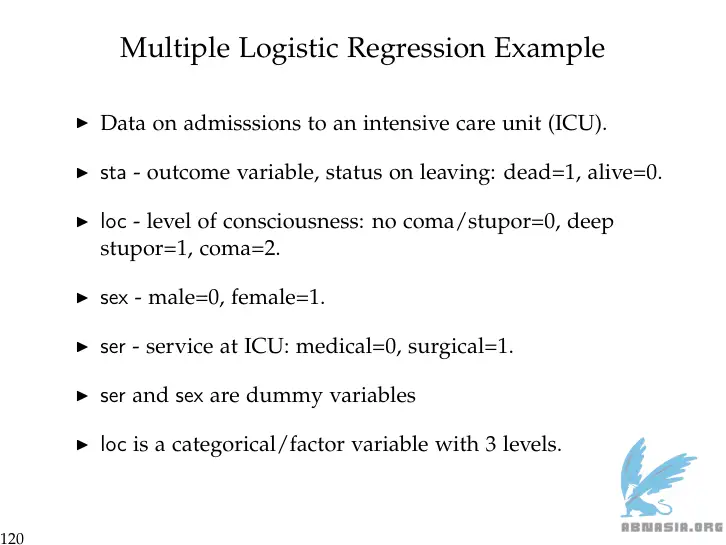 Multiple Logistic Regression Example
▶ Data on admisssions to an intensive care unit (ICU).
▶ sta - outcome variable, status on leaving: dead=1, alive=0.
▶ loc - level of consciousness: no coma/stupor=0, deep
stupor=1, coma=2.
▶ sex - male=0, female=1.
▶ ser - service at ICU: medical=0, surgical=1.
▶ ser and sex are dummy variables
▶ loc is a categorical/factor variable with 3 levels.
ABMASIA.ORG
120